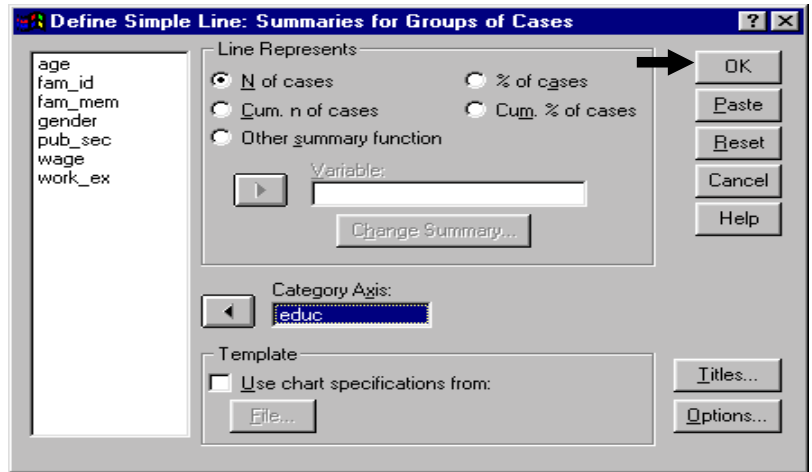 Define Simple Line: Summaries for Groups of Cases
age
fam_id
fam_mem
gender
pub_sec
wage
work_ex
Line Represents
N of cases
% of cases
Cum. n of cases
Cum. % of cases
Other summary function
Variable:
Change Summary...
Category Axis:
educ
Template
Use chart specifications from:
File...
OK
Paste
Reset
Cancel
Help
Titles...
Options...